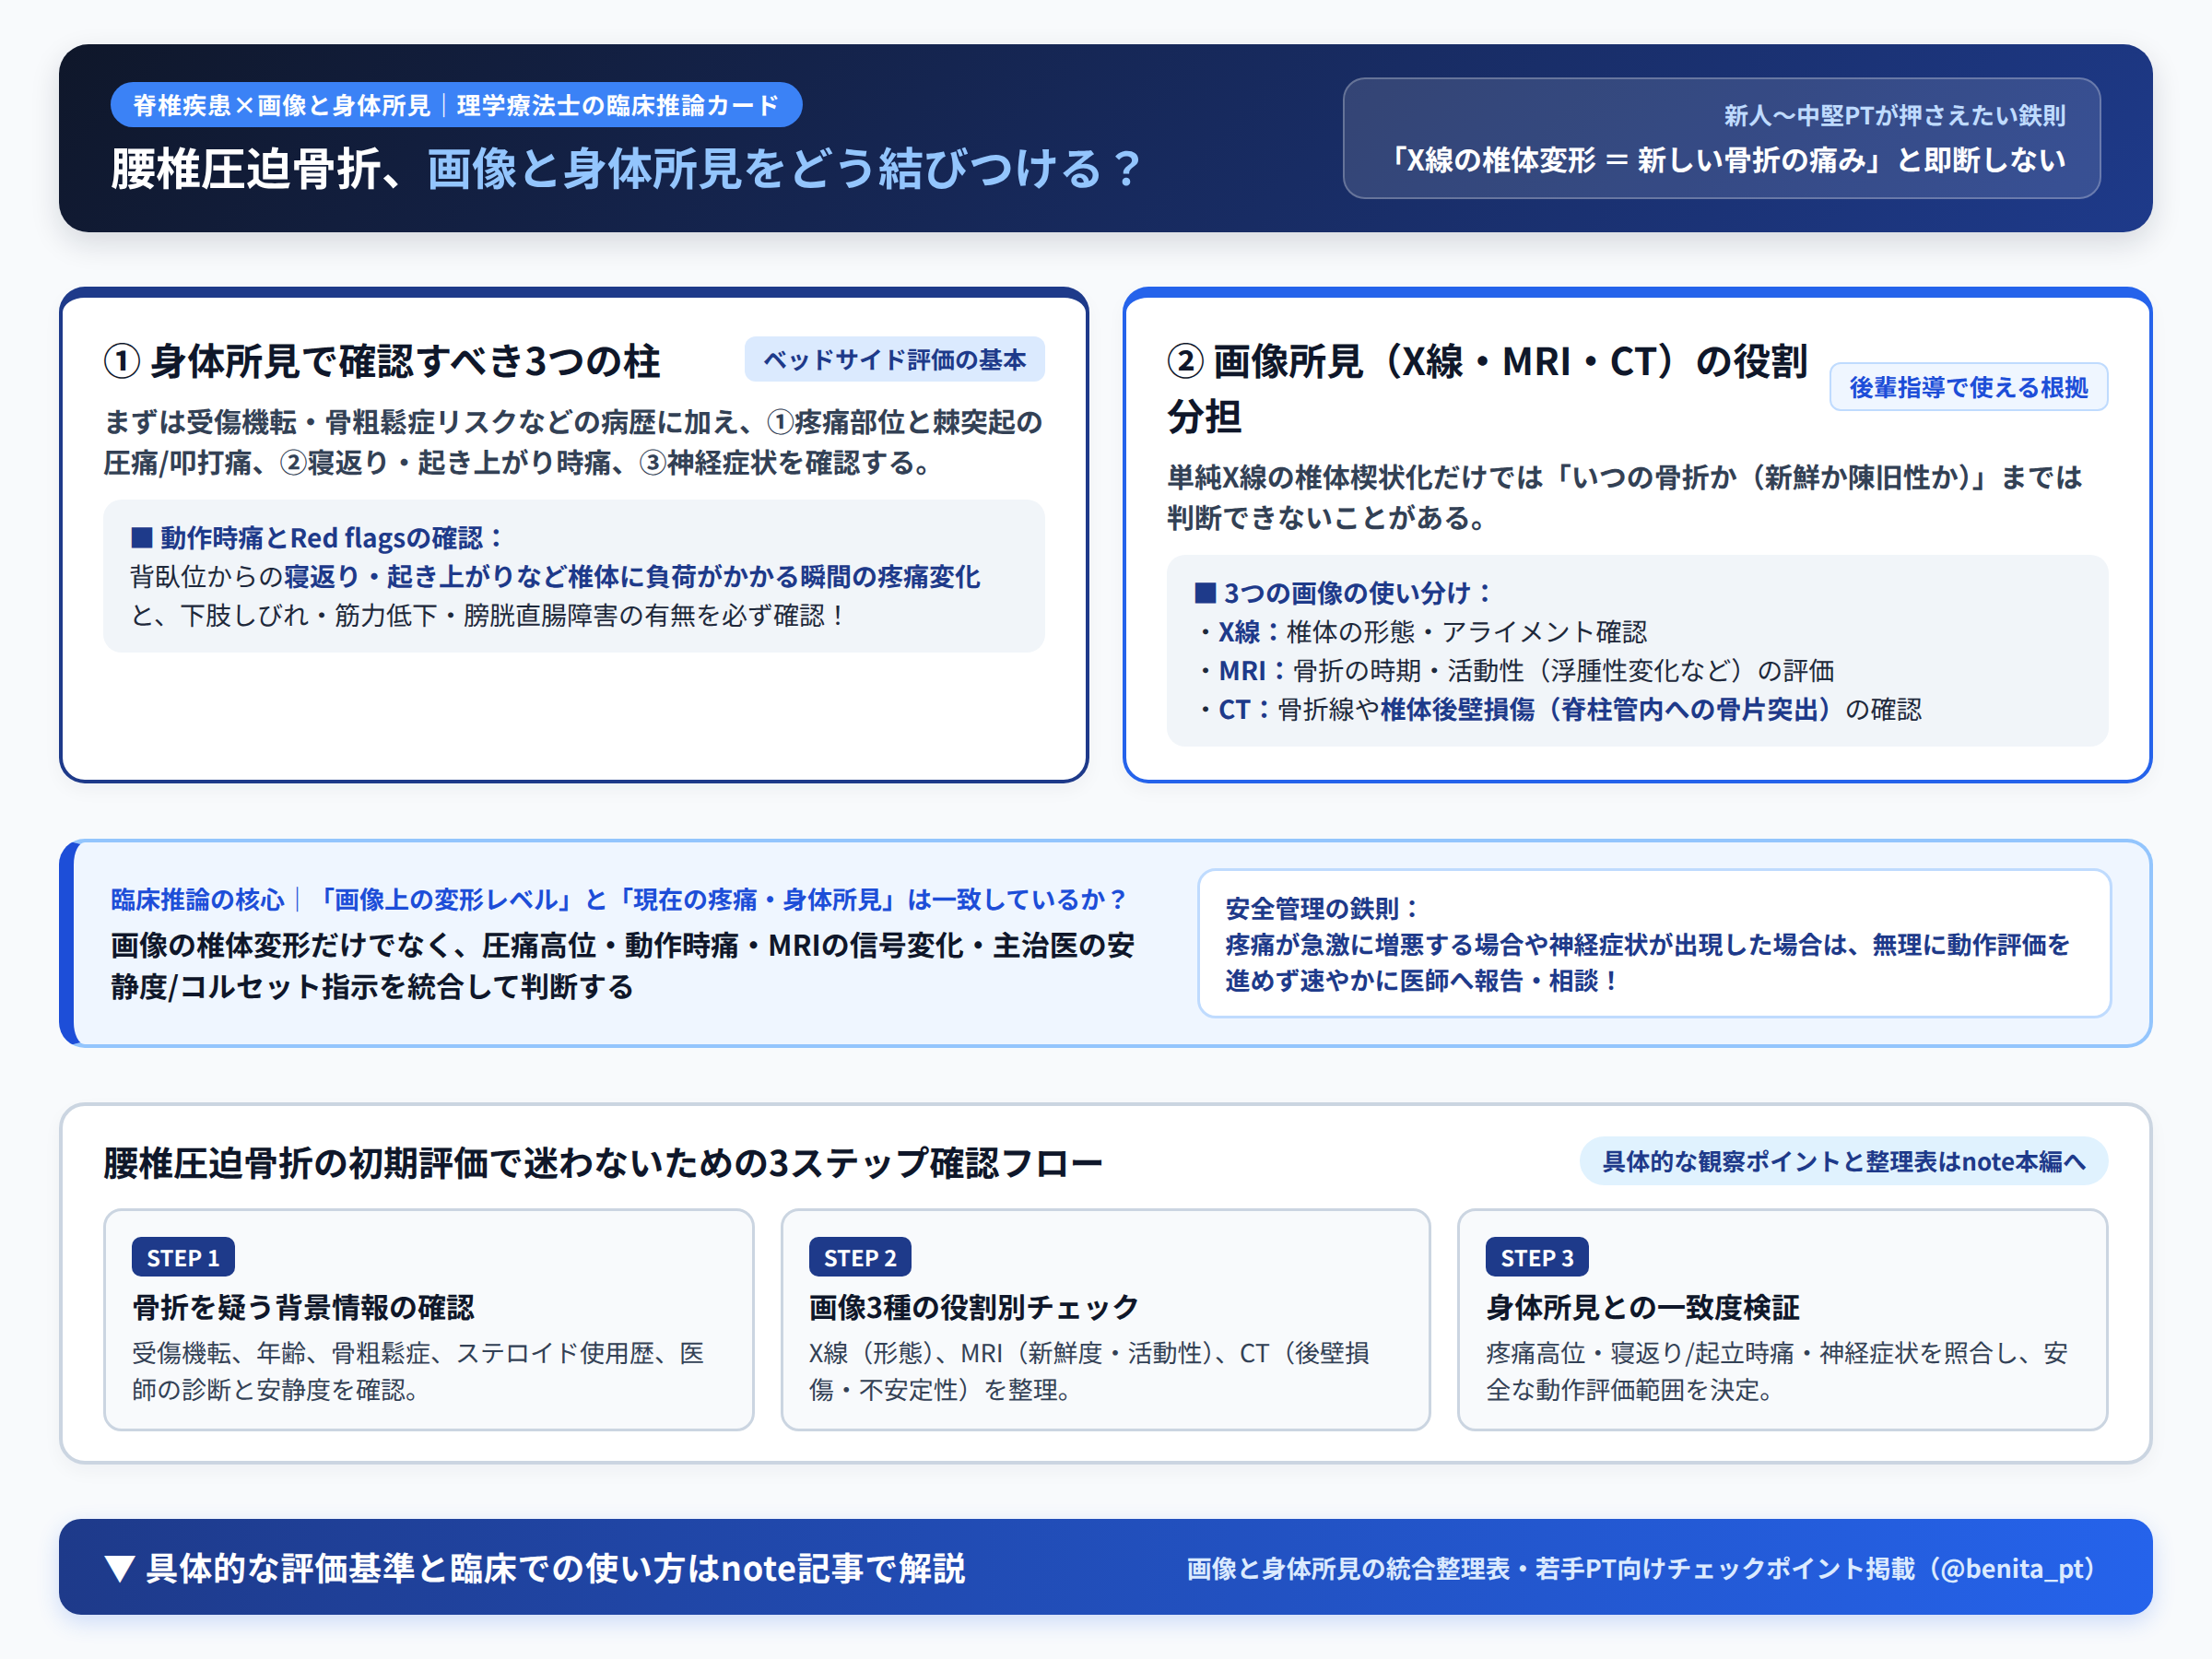 脊椎疾患×画像と身体所見｜理学療法士の臨床推論カード
腰椎圧迫骨折、画像と身体所見をどう結びつける？
新人〜中堅PTが押さえたい鉄則
「X線の椎体変形 ＝ 新しい骨折の痛み」と即断しない
① 身体所見で確認すべき3つの柱
ベッドサイド評価の基本
まずは受傷機転・骨粗鬆症リスクなどの病歴に加え、①疼痛部位と棘突起の
圧痛/叩打痛、②寝返り・起き上がり時痛、③神経症状を確認する。
■ 動作時痛とRed flagsの確認：
背臥位からの寝返り・起き上がりなど椎体に負荷がかかる瞬間の疼痛変化
と、下肢しびれ・筋力低下・膀胱直腸障害の有無を必ず確認！
② 画像所見（X線・MRI・CT）の役割
分担
後輩指導で使える根拠
単純X線の椎体楔状化だけでは「いつの骨折か（新鮮か陳旧性か）」までは
判断できないことがある。
■ 3つの画像の使い分け：
・X線：椎体の形態・アライメント確認
・MRI：骨折の時期・活動性（浮腫性変化など）の評価
・CT：骨折線や椎体後壁損傷（脊柱管内への骨片突出）の確認
臨床推論の核心｜「画像上の変形レベル」と「現在の疼痛・身体所見」は一致しているか？
画像の椎体変形だけでなく、圧痛高位・動作時痛・MRIの信号変化・主治医の安
静度/コルセット指示を統合して判断する
安全管理の鉄則：
疼痛が急激に増悪する場合や神経症状が出現した場合は、無理に動作評価を
進めず速やかに医師へ報告・相談！
腰椎圧迫骨折の初期評価で迷わないための3ステップ確認フロー
具体的な観察ポイントと整理表はnote本編へ
STEP 1
骨折を疑う背景情報の確認
受傷機転、年齢、骨粗鬆症、ステロイド使用歴、医
師の診断と安静度を確認。
STEP 2
画像3種の役割別チェック
X線（形態）、MRI（新鮮度・活動性）、CT（後壁損
傷・不安定性）を整理。
STEP 3
身体所見との一致度検証
疼痛高位・寝返り/起立時痛・神経症状を照合し、安
全な動作評価範囲を決定。
▼ 具体的な評価基準と臨床での使い方はnote記事で解説
画像と身体所見の統合整理表・若手PT向けチェックポイント掲載（@benita_pt）